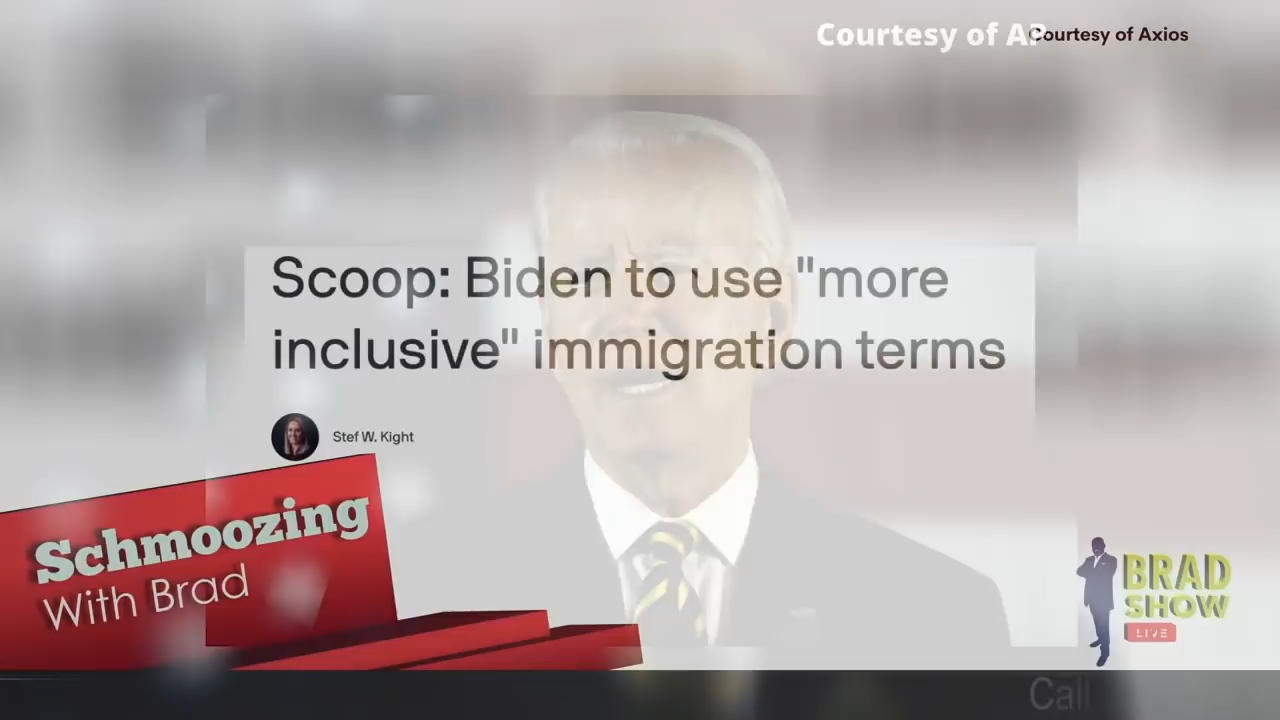 Courtesy of AP
Courtesy of Axios
Scoop: Biden to use "more
inclusive" immigration terms
Stef W. Kight
Schmoozing
With Brad
BRAD
SHOW
LIVE
Call